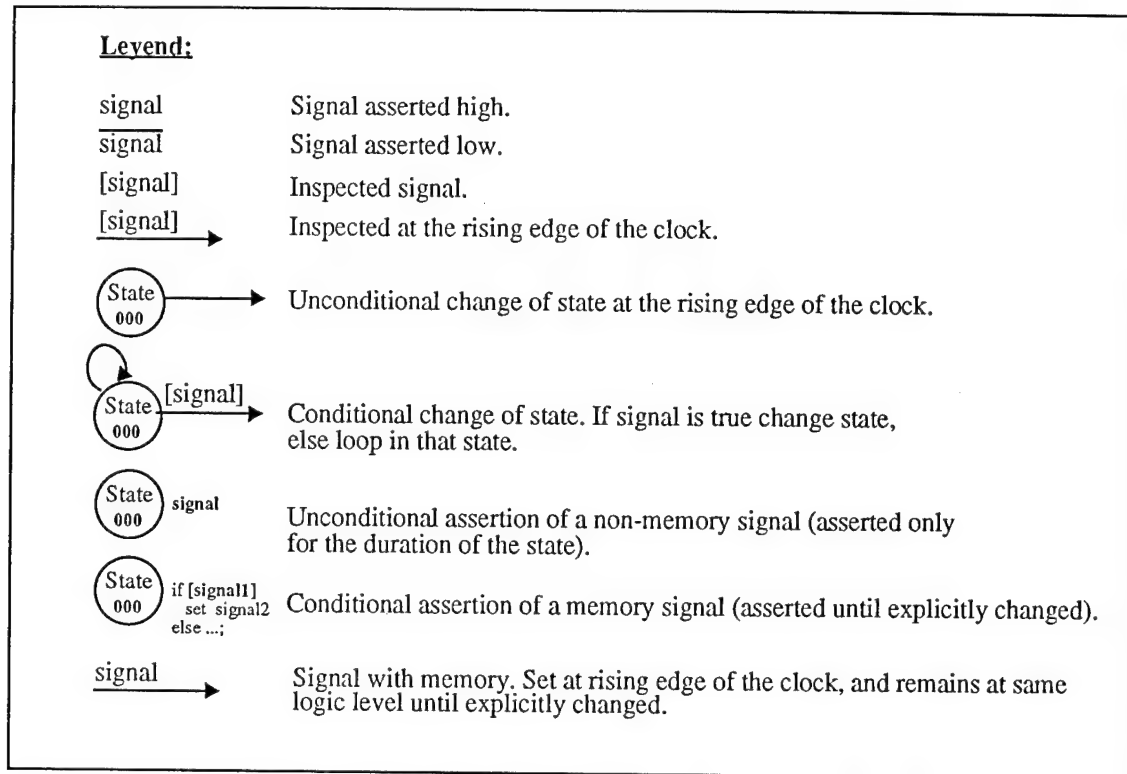 Leyend:
signal Signal asserted high.
signal Signal asserted low.
[signal] Inspected signal.
[signal] Inspected at the rising edge of the clock.
State
000
Unconditional change of state at the rising edge of the clock.
State
000
[signal]
Conditional change of state. If signal is true change state,
else loop in that state.
State
000
signal
Unconditional assertion of a non-memory signal (asserted only
for the duration of the state).
State
000
if [signal1]
set signal2
else ...;
Conditional assertion of a memory signal (asserted until explicitly changed).
signal
Signal with memory. Set at rising edge of the clock, and remains at same
logic level until explicitly changed.